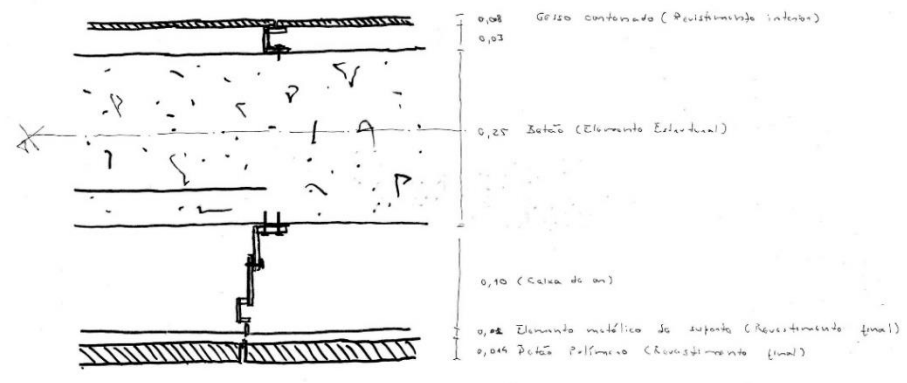 0,08 Gesso cartonado (Revestimento interior)
0,03
0,25 Betão (Elemento Estrutural)
0,10 (Caixa de ar)
Elemento metálico de suporte (Revestimento final)
0,014 Betão Polímero (Revestimento final)